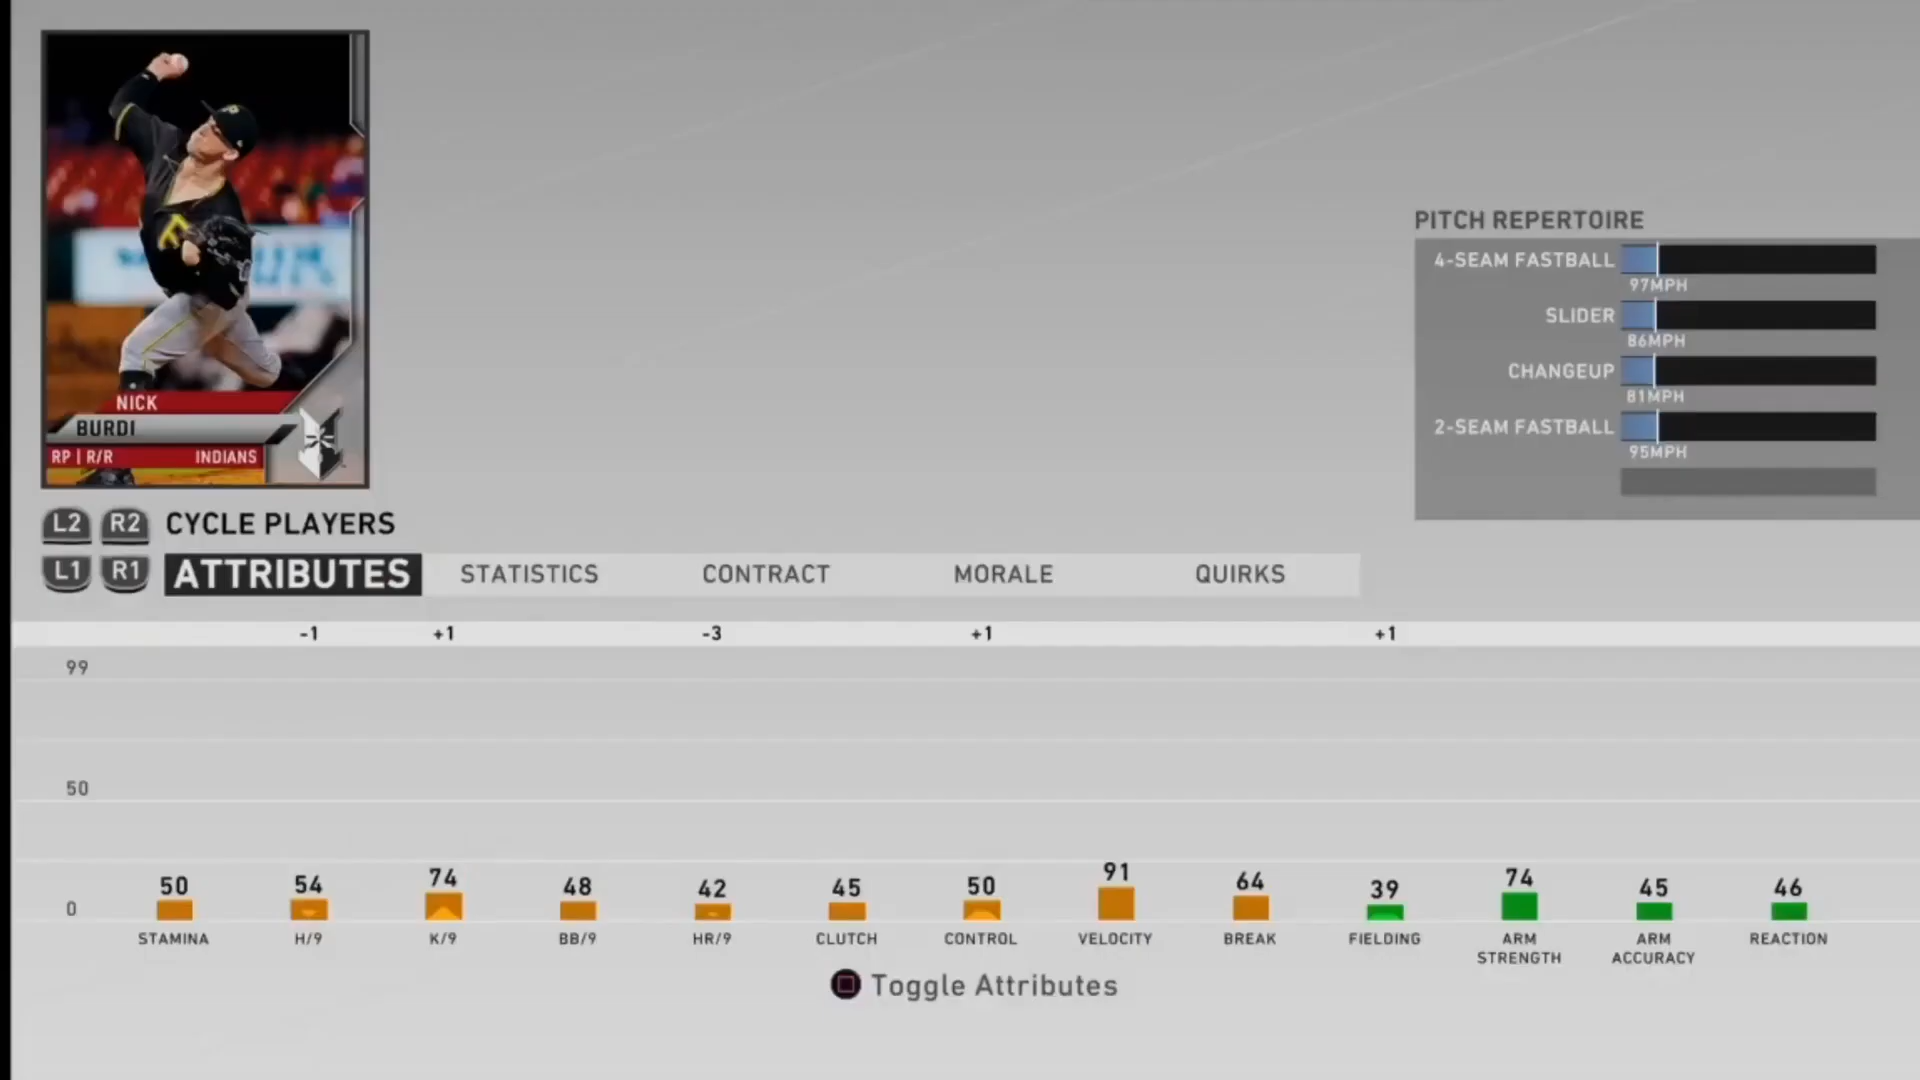 P
NICK
BURDI
RP | R/R INDIANS
PITCH REPERTOIRE
4-SEAM FASTBALL
97MPH
SLIDER
86MPH
CHANGEUP
81MPH
2-SEAM FASTBALL
95MPH
L2 R2 CYCLE PLAYERS
L1 R1 ATTRIBUTES STATISTICS CONTRACT MORALE QUIRKS
-1 +1 -3 +1 +1
99
50
0
50 54 74 48 42 45 50 91 64 39 74 45 46
STAMINA H/9 K/9 BB/9 HR/9 CLUTCH CONTROL VELOCITY BREAK FIELDING ARM STRENGTH ARM ACCURACY REACTION
Toggle Attributes